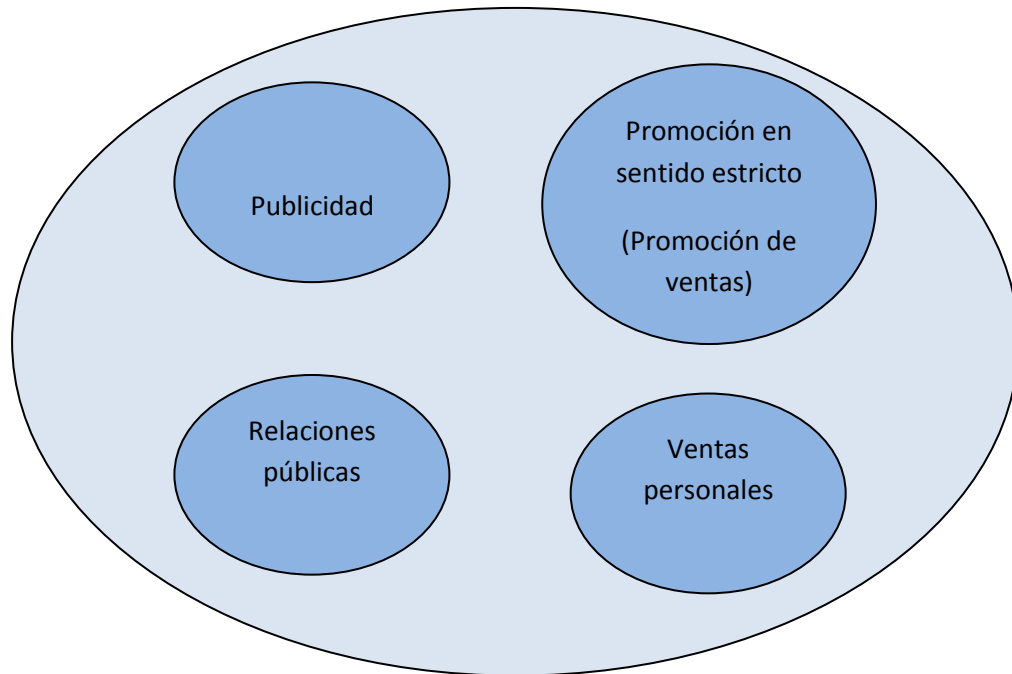 Publicidad
Promoción en
sentido estricto
(Promoción de
ventas)
Relaciones
públicas
Ventas
personales